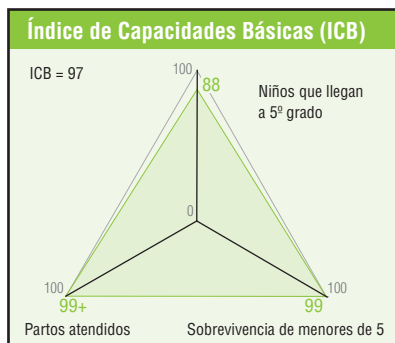 Índice de Capacidades Básicas (ICB)
ICB = 97
100
88
Niños que llegan
a 5º grado
0
100
99+
100
99
Partos atendidos
Sobrevivencia de menores de 5